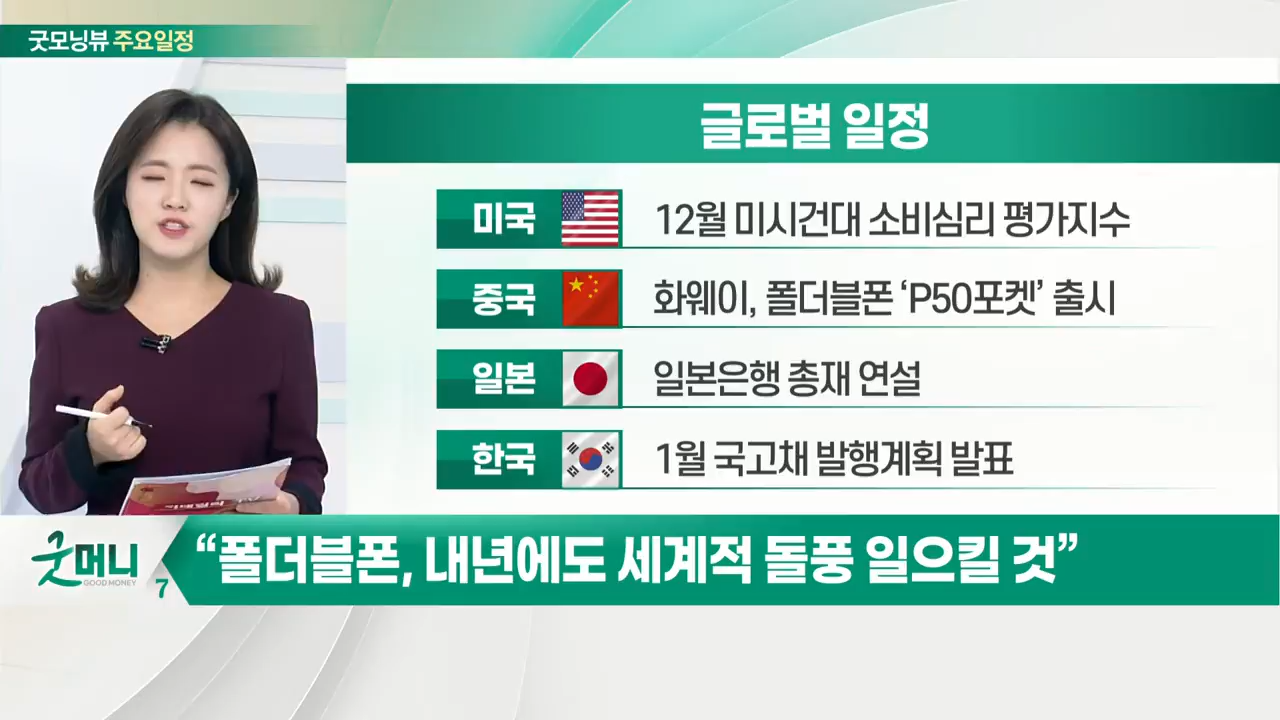 굿모닝뷰 주요일정
글로벌 일정
미국 12월 미시건대 소비심리 평가지수
중국 화웨이, 폴더블폰 ‘P50포켓’ 출시
일본 일본은행 총재 연설
한국 1월 국고채 발행계획 발표
굿머니
GOOD MONEY
7
“폴더블폰, 내년에도 세계적 돌풍 일으킬 것”